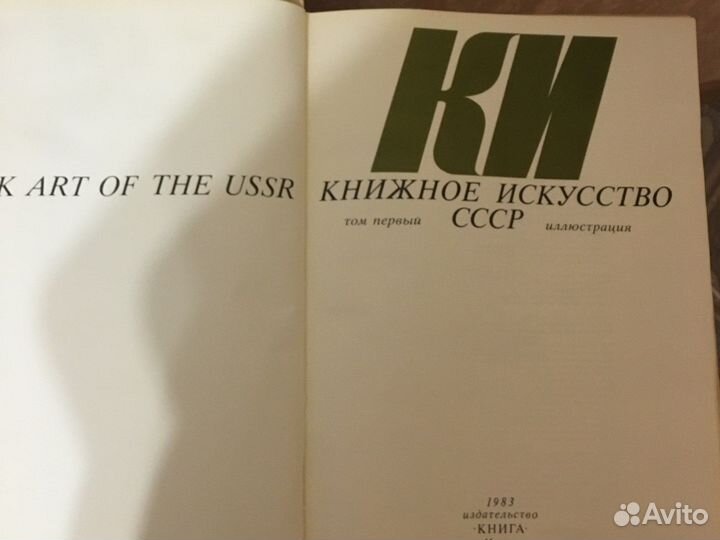 K ART OF THE USSR
КИ
КНИЖНОЕ ИСКУССТВО
том первый СССР иллюстрация
1983
издательство
·КНИГА·
Avito